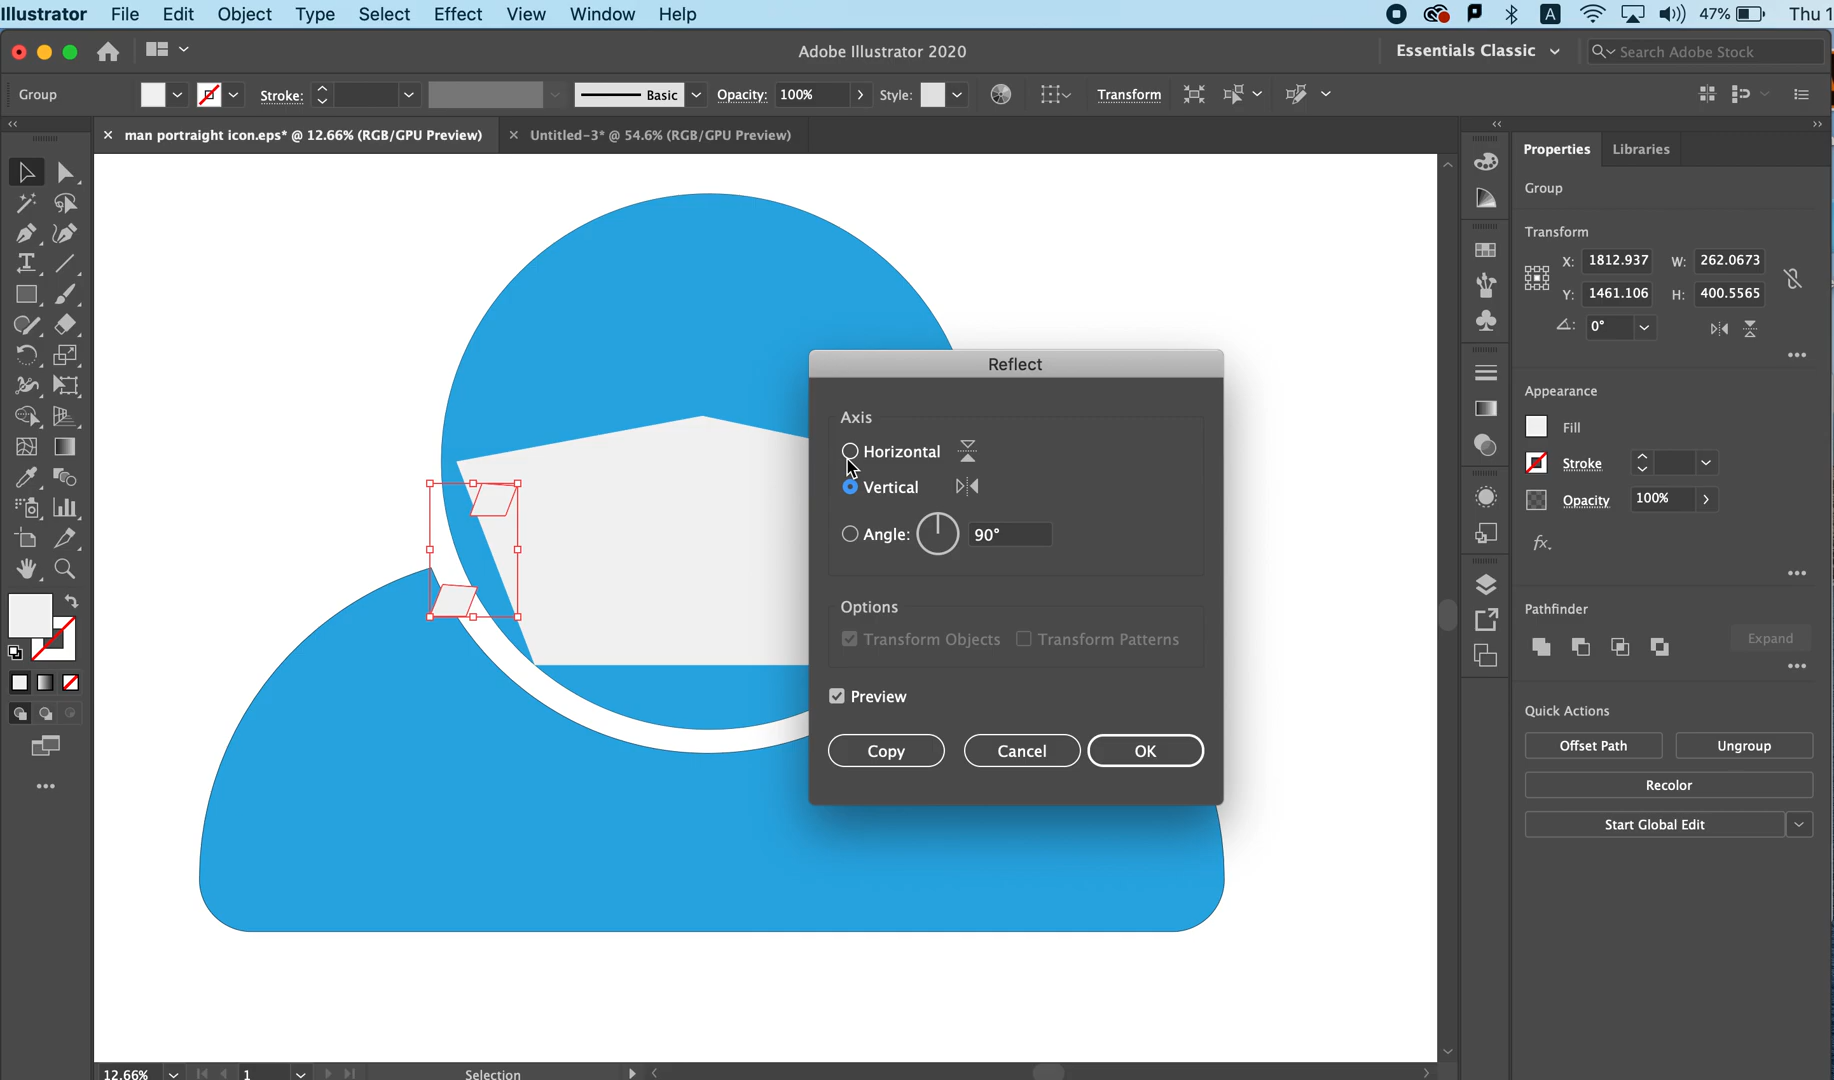 Illustrator File Edit Object Type Select Effect View Window Help A 47% Thu 1
Adobe Illustrator 2020 Essentials Classic Search Adobe Stock
Group Stroke: Basic Opacity: 100% Style: Transform
× man portraight icon.eps* @ 12.66% (RGB/GPU Preview) × Untitled-3* @ 54.6% (RGB/GPU Preview)
Properties Libraries
Group
Transform
X: 1812.937 W: 262.0673
Y: 1461.106 H: 400.5565
0°
Appearance
Fill
Stroke
Opacity 100%
fx.
Pathfinder
Expand
Quick Actions
Offset Path Ungroup
Recolor
Start Global Edit
Reflect
Axis
Horizontal
Vertical
Angle: 90°
Options
Transform Objects Transform Patterns
Preview
Copy Cancel OK
12.66% 1 Selection